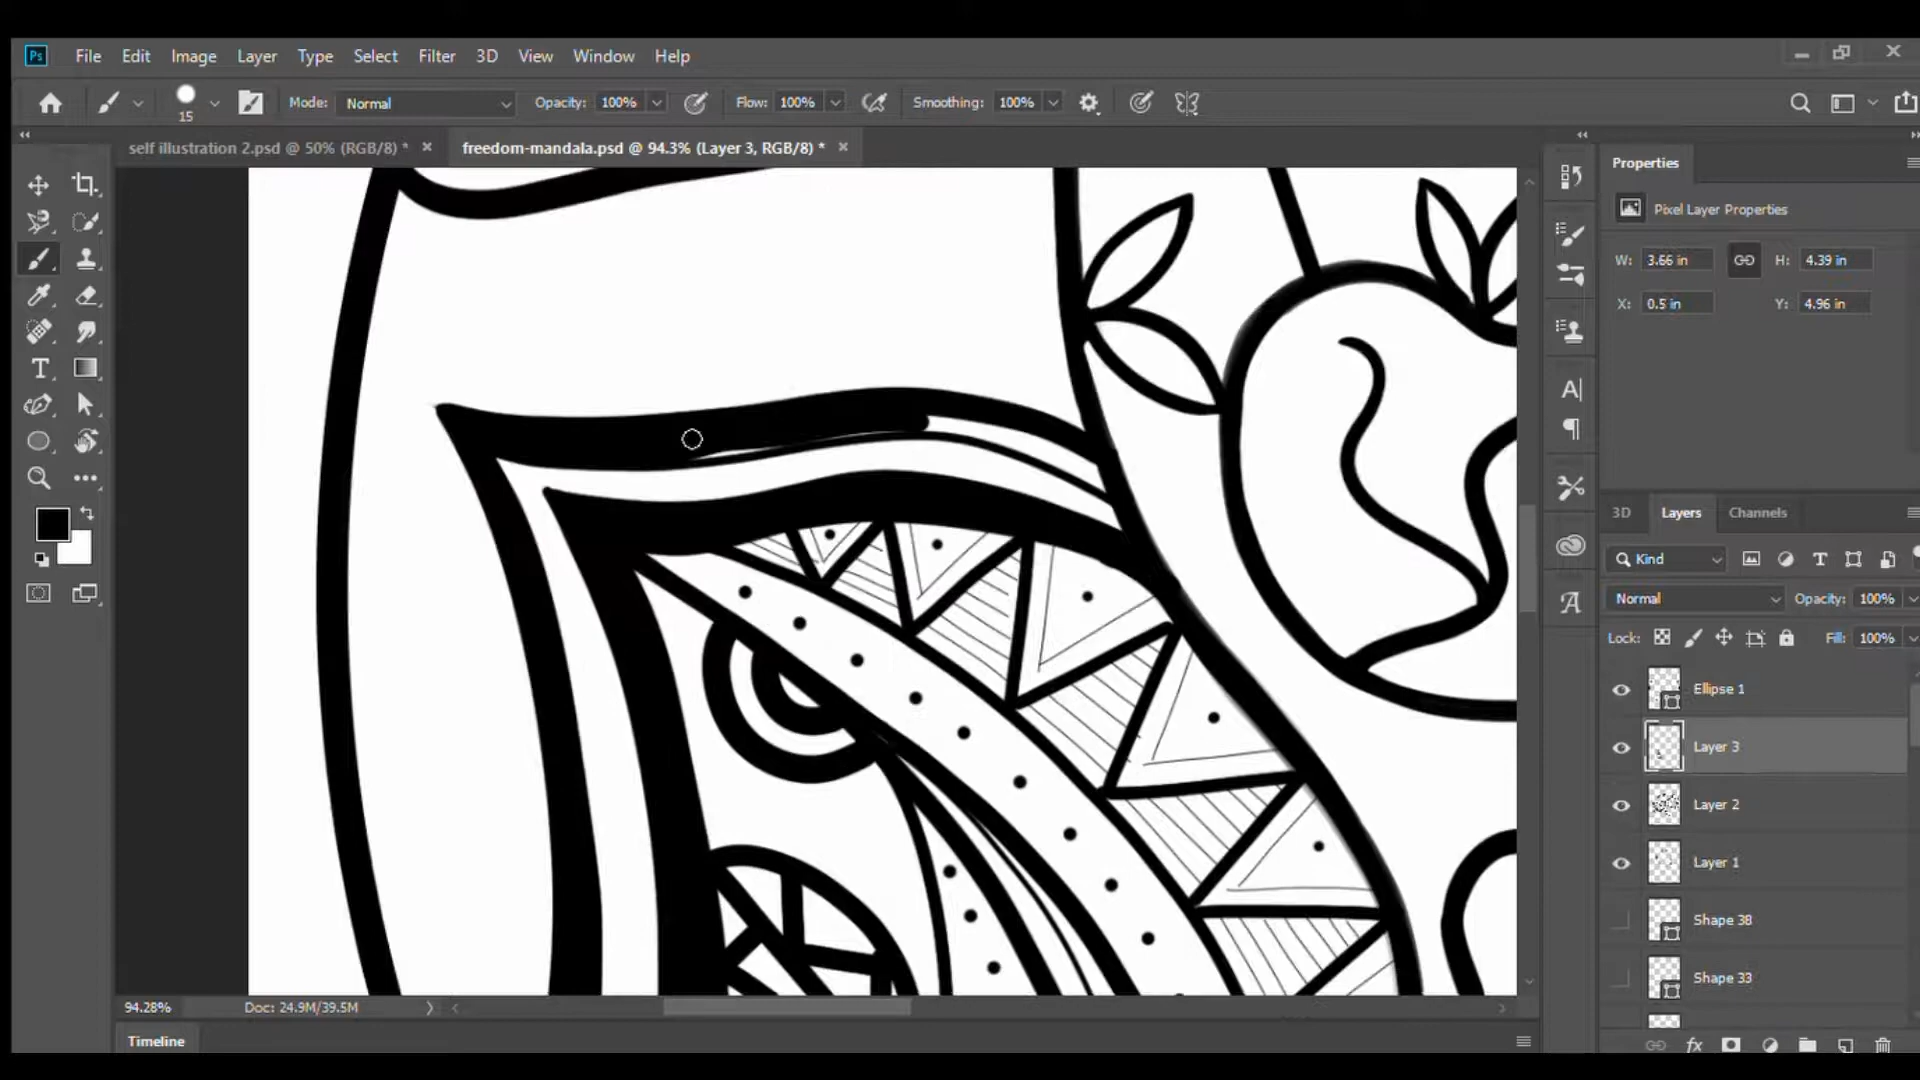 Ps File Edit Image Layer Type Select Filter 3D View Window Help
15 Mode: Normal Opacity: 100% Flow: 100% Smoothing: 100%
self illustration 2.psd @ 50% (RGB/8) * freedom-mandala.psd @ 94.3% (Layer 3, RGB/8) *
Properties
Pixel Layer Properties
W: 3.66 in H: 4.39 in
X: 0.5 in Y: 4.96 in
3D Layers Channels
Kind
Normal Opacity: 100%
Lock: Fill: 100%
Ellipse 1
Layer 3
Layer 2
Layer 1
Shape 38
Shape 33
94.28% Doc: 24.9M/39.5M
Timeline